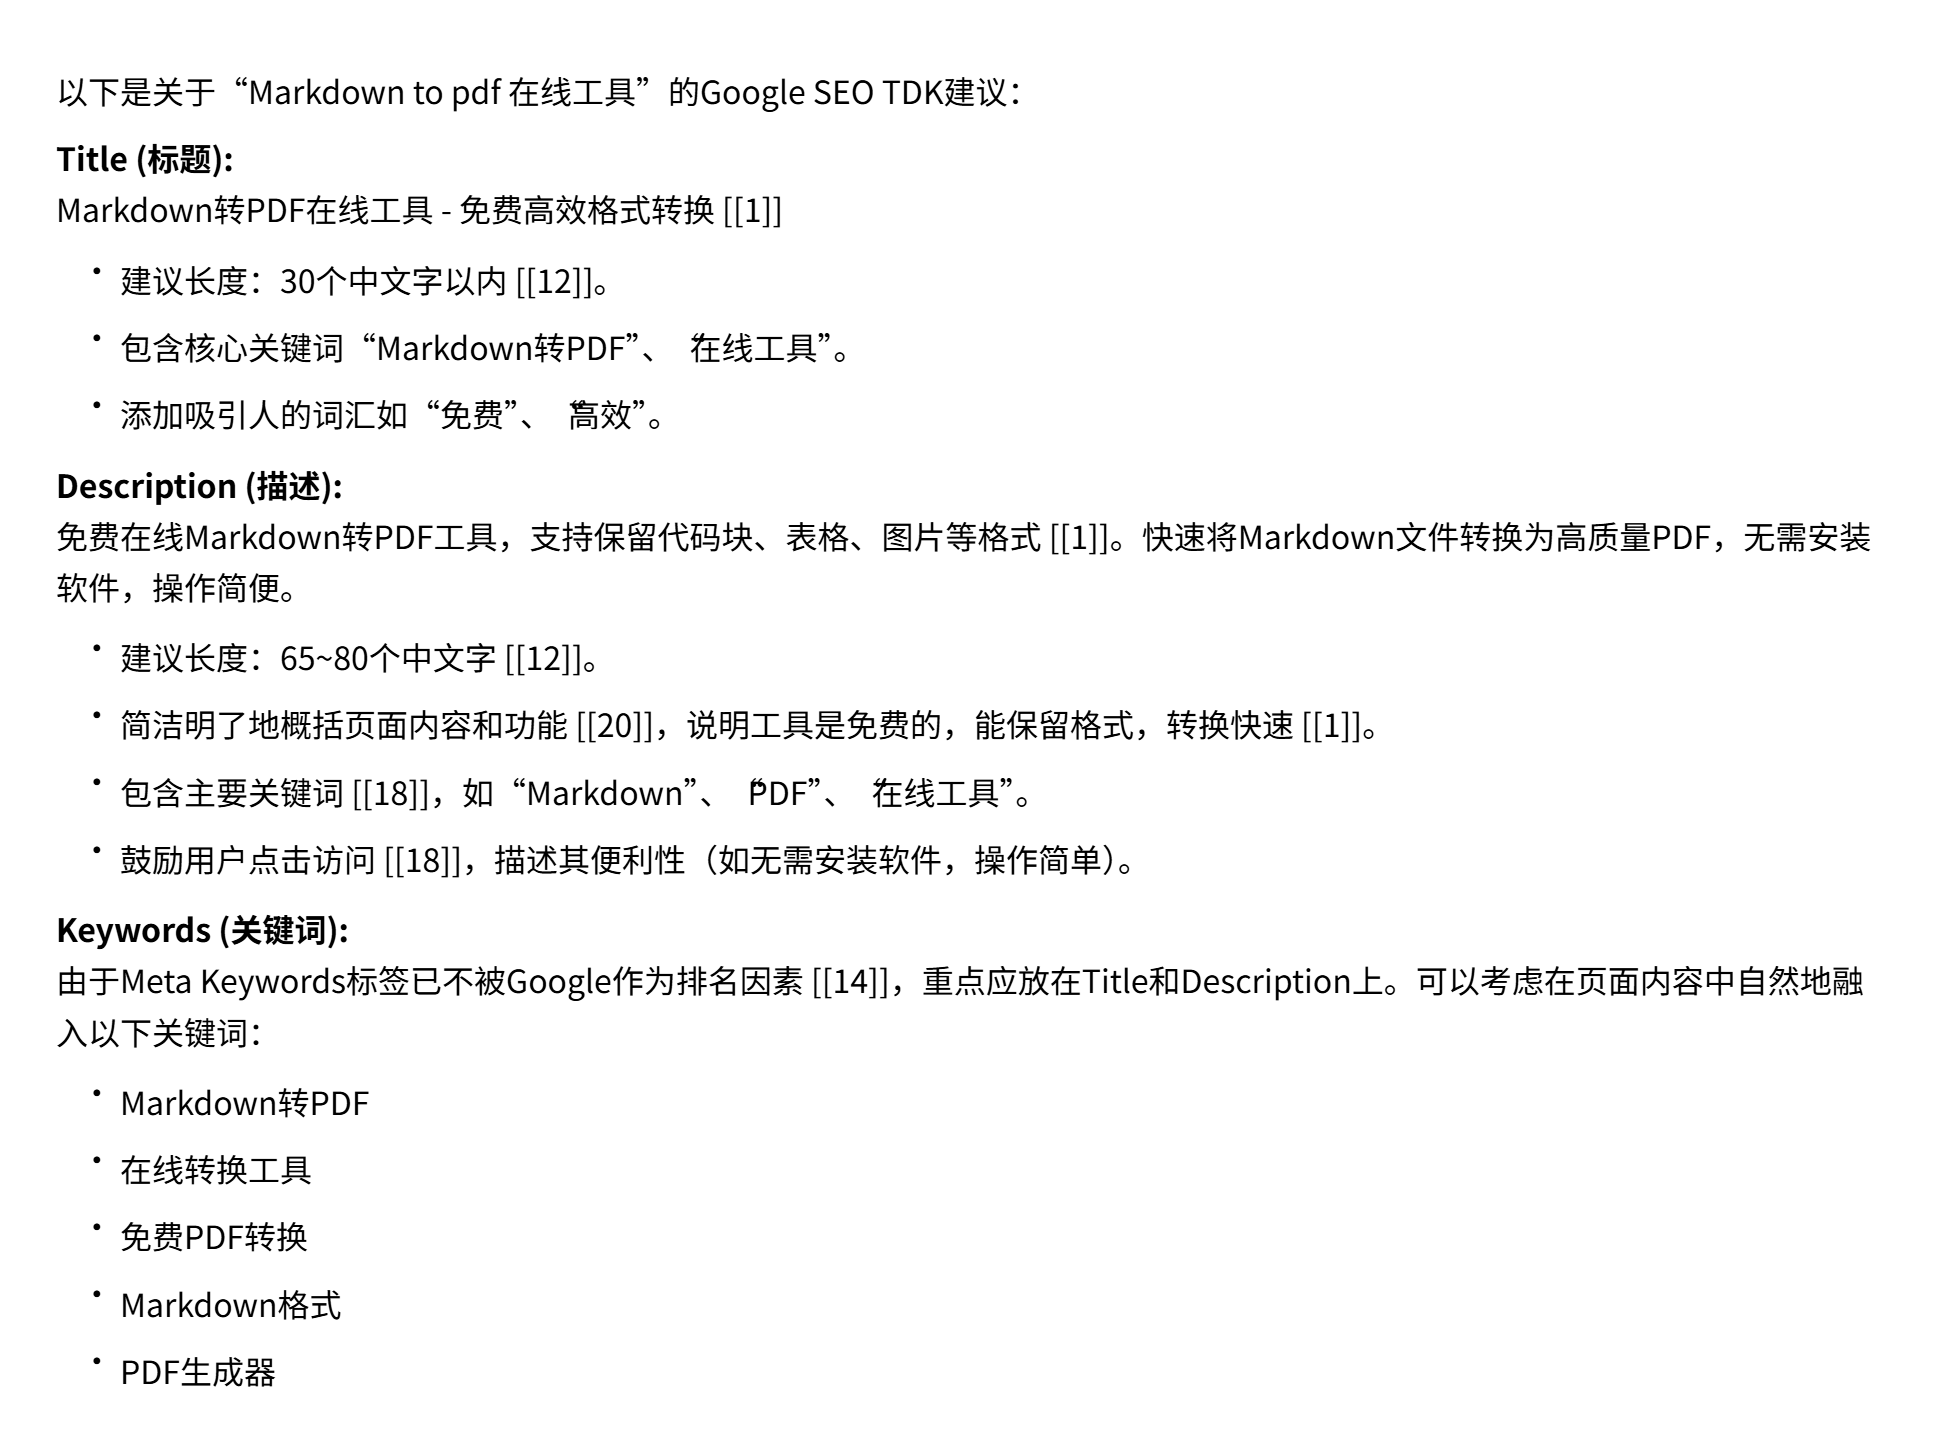 以下是关于“Markdown to pdf 在线工具”的Google SEO TDK建议：
Title (标题):
Markdown转PDF在线工具 - 免费高效格式转换 [[1]]
• 建议长度：30个中文字以内 [[12]]。
• 包含核心关键词“Markdown转PDF”、“在线工具”。
• 添加吸引人的词汇如“免费”、“高效”。
Description (描述):
免费在线Markdown转PDF工具，支持保留代码块、表格、图片等格式 [[1]]。快速将Markdown文件转换为高质量PDF，无需安装
软件，操作简便。
• 建议长度：65~80个中文字 [[12]]。
• 简洁明了地概括页面内容和功能 [[20]]，说明工具是免费的，能保留格式，转换快速 [[1]]。
• 包含主要关键词 [[18]]，如“Markdown”、“PDF”、“在线工具”。
• 鼓励用户点击访问 [[18]]，描述其便利性（如无需安装软件，操作简单）。
Keywords (关键词):
由于Meta Keywords标签已不被Google作为排名因素 [[14]]，重点应放在Title和Description上。可以考虑在页面内容中自然地融
入以下关键词：
• Markdown转PDF
• 在线转换工具
• 免费PDF转换
• Markdown格式
• PDF生成器